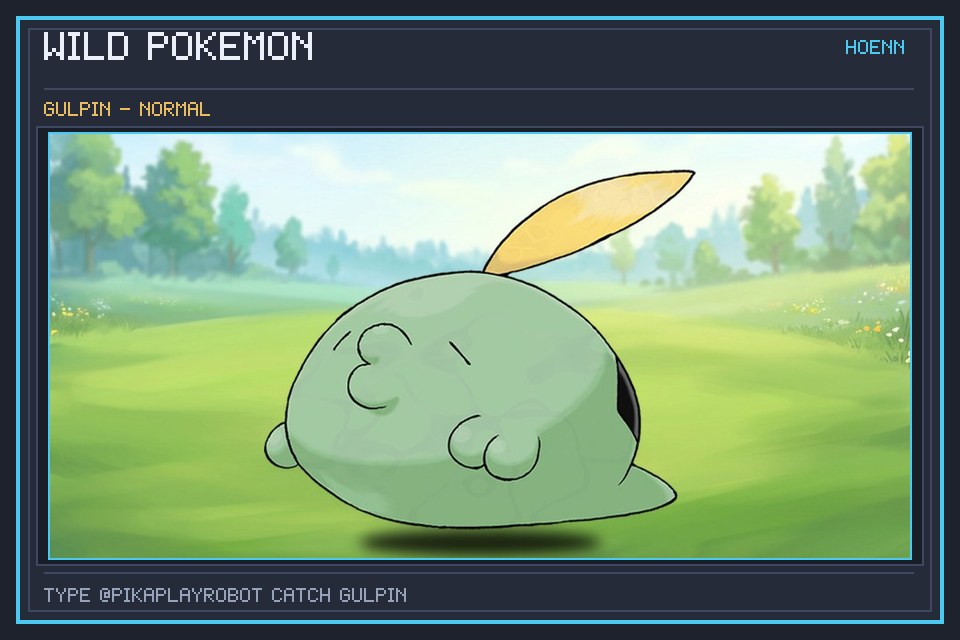 WILD POKEMON
HOENN
GULPIN - NORMAL
TYPE @PIKAPLAYROBOT CATCH GULPIN